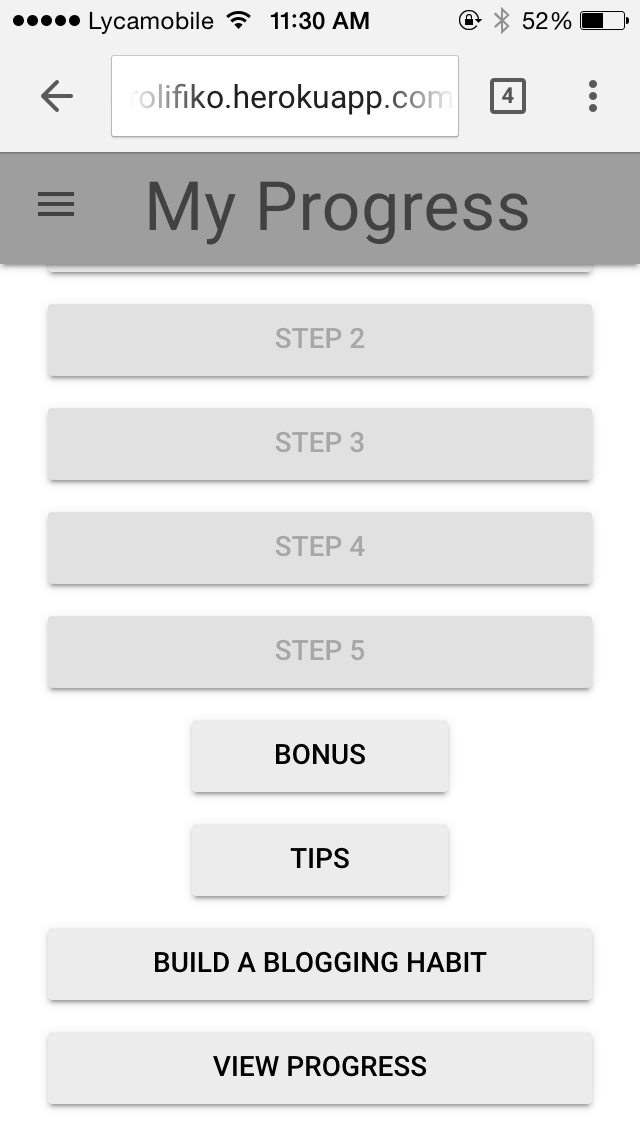 Lycamobile 11:30 AM 52%
olifiko.herokuapp.com 4
My Progress
STEP 2
STEP 3
STEP 4
STEP 5
BONUS
TIPS
BUILD A BLOGGING HABIT
VIEW PROGRESS